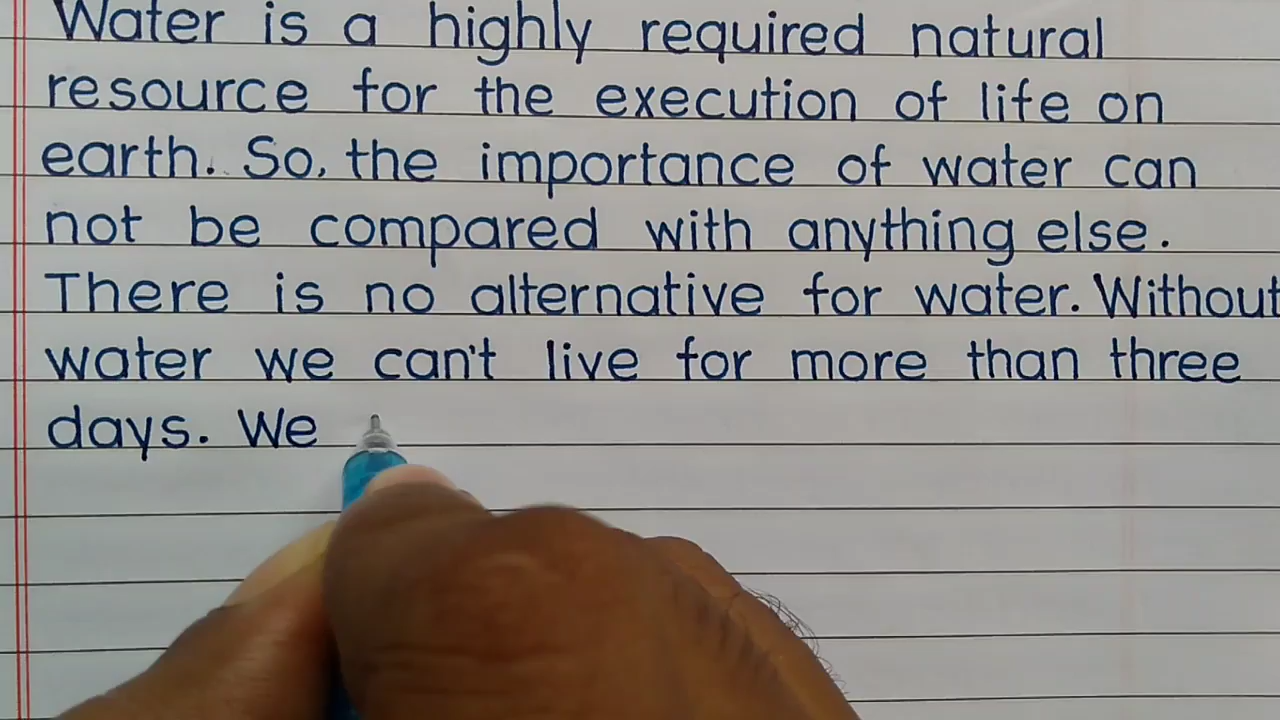 Water is a highly required natural
resource for the execution of life on
earth. So, the importance of water can
not be compared with anything else.
There is no alternative for water. Without
water we can't live for more than three
days. We